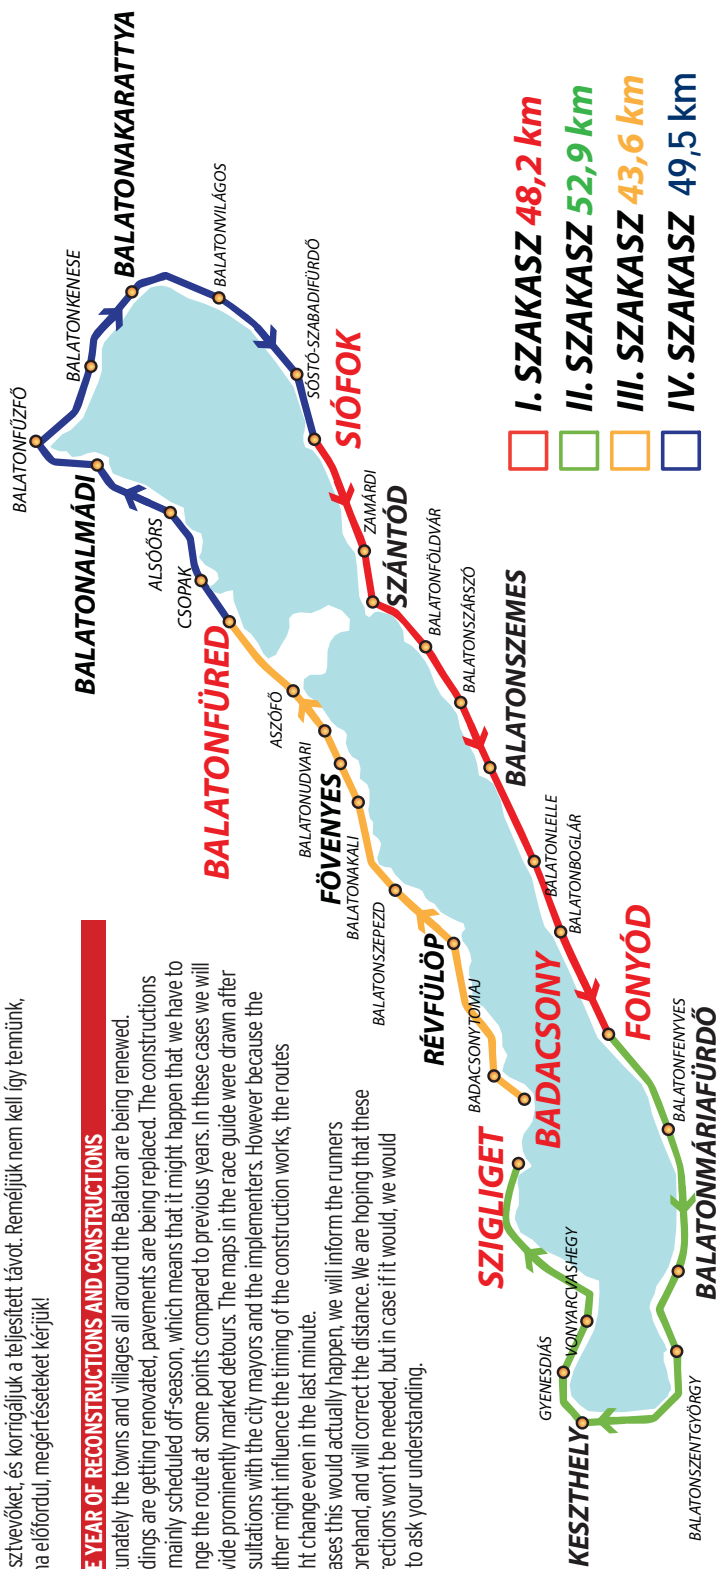 sztvevőket, és korrigáljuk a teljesített távot. Reméljük nem kell így tennünk,
na előfordul, megértéseteket kérjük!
E YEAR OF RECONSTRUCTIONS AND CONSTRUCTIONS
tunately the towns and villages all around the Balaton are being renewed.
dings are getting renovated, pavements are being replaced. The constructions
mainly scheduled off-season, which means that it might happen that we have to
nge the route at some points compared to previous years. In these cases we will
vide prominently marked detours. The maps in the race guide were drawn after
sultations with the city mayors and the implementers. However because the
ather might influence the timing of the construction works, the routes
ht change even in the last minute.
ases this would actually happen, we will inform the runners
orehand, and will correct the distance. We are hoping that these
rections won't be needed, but in case if it would, we would
to ask your understanding.
BALATONFŰZFŐ
BALATONKENESE
BALATONAKARATTYA
BALATONALMÁDI
ALSÓÖRS
CSOPAK
BALATONVILÁGOS
BALATONFÜRED
SÓSTÓ-SZABADIFÜRDŐ
SIÓFOK
ASZÓFŐ
BALATONUDVARI
FÖVENYES
BALATONAKALI
ZAMÁRDI
SZÁNTÓD
BALATONSZEPEZD
BALATONFÖLDVÁR
RÉVFÜLÖP
BALATONSZÁRSZÓ
BADACSONYTOMAJ
BALATONSZEMES
BADACSONY
BALATONLELLE
BALATONBOGLÁR
SZIGLIGET
FONYÓD
VONYARCVASHEGY
GYENESDIÁS
BALATONFENYVES
KESZTHELY
BALATONMÁRIAFÜRDŐ
BALATONSZENTGYÖRGY
I. SZAKASZ 48,2 km
II. SZAKASZ 52,9 km
III. SZAKASZ 43,6 km
IV. SZAKASZ 49,5 km